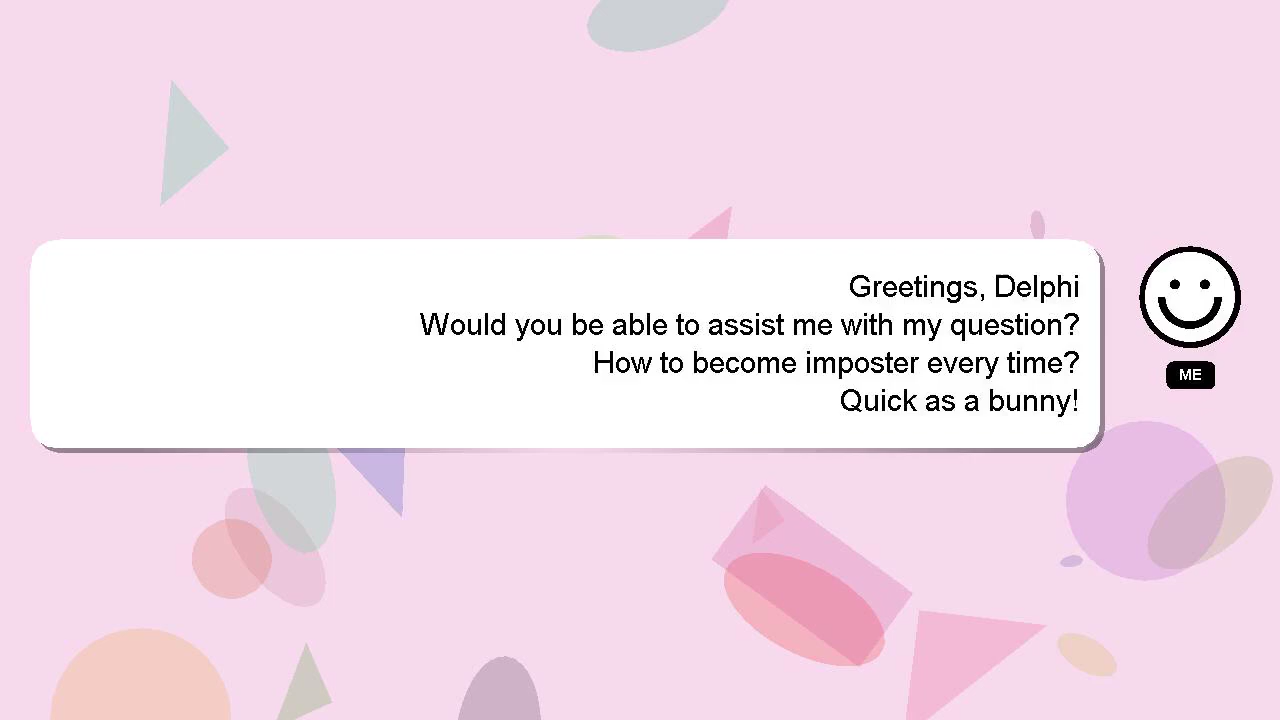 Greetings, Delphi
Would you be able to assist me with my question?
How to become imposter every time?
Quick as a bunny!
ME